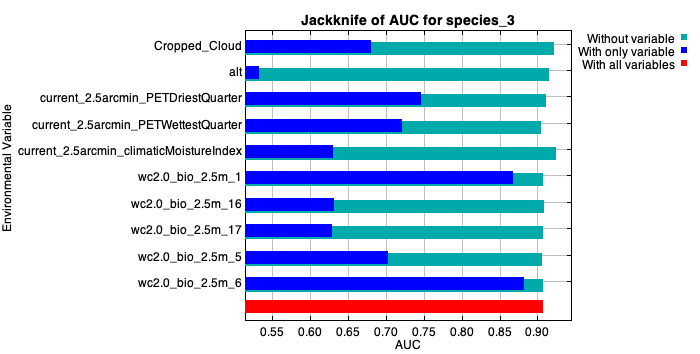 Jackknife of AUC for species_3
Without variable
With only variable
With all variables
Environmental Variable
Cropped_Cloud
alt
current_2.5arcmin_PETDriestQuarter
current_2.5arcmin_PETWettestQuarter
current_2.5arcmin_climaticMoistureIndex
wc2.0_bio_2.5m_1
wc2.0_bio_2.5m_16
wc2.0_bio_2.5m_17
wc2.0_bio_2.5m_5
wc2.0_bio_2.5m_6
0.55 0.60 0.65 0.70 0.75 0.80 0.85 0.90
AUC